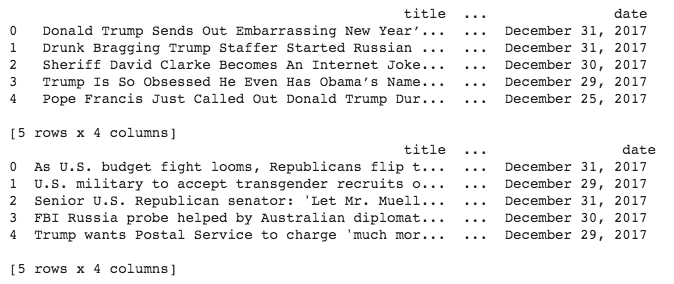 title ... date
0 Donald Trump Sends Out Embarrassing New Year’... ... December 31, 2017
1 Drunk Bragging Trump Staffer Started Russian ... ... December 31, 2017
2 Sheriff David Clarke Becomes An Internet Joke... ... December 30, 2017
3 Trump Is So Obsessed He Even Has Obama’s Name... ... December 29, 2017
4 Pope Francis Just Called Out Donald Trump Dur... ... December 25, 2017
[5 rows x 4 columns]
title ... date
0 As U.S. budget fight looms, Republicans flip t... ... December 31, 2017
1 U.S. military to accept transgender recruits o... ... December 29, 2017
2 Senior U.S. Republican senator: 'Let Mr. Muell... ... December 31, 2017
3 FBI Russia probe helped by Australian diplomat... ... December 30, 2017
4 Trump wants Postal Service to charge 'much mor... ... December 29, 2017
[5 rows x 4 columns]